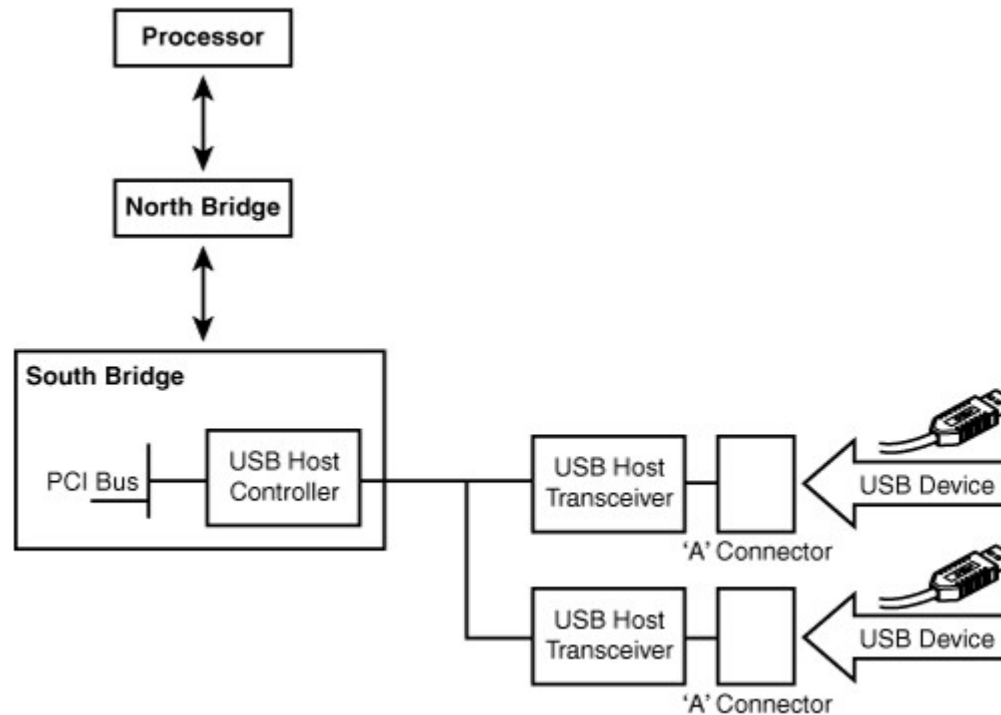 Processor
North Bridge
South Bridge
PCI Bus
USB Host
Controller
USB Host
Transceiver
'A' Connector
USB Device
USB Host
Transceiver
'A' Connector
USB Device